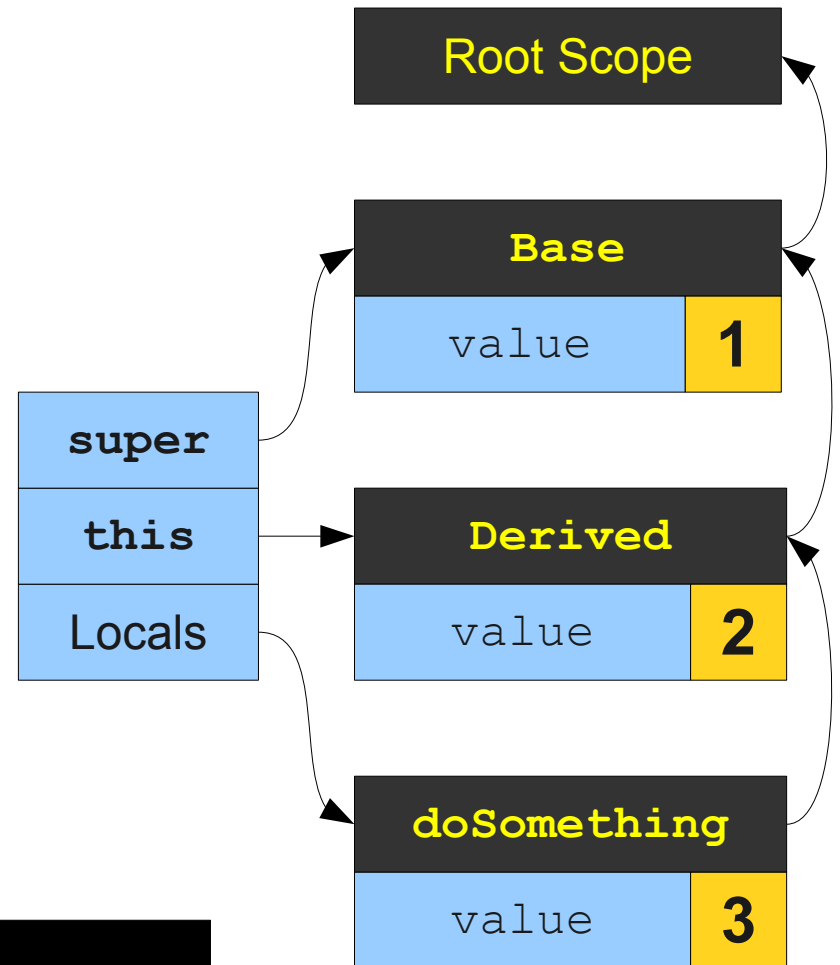 Root Scope
Base
value 1
super
this
Derived
Locals
value 2
doSomething
value 3